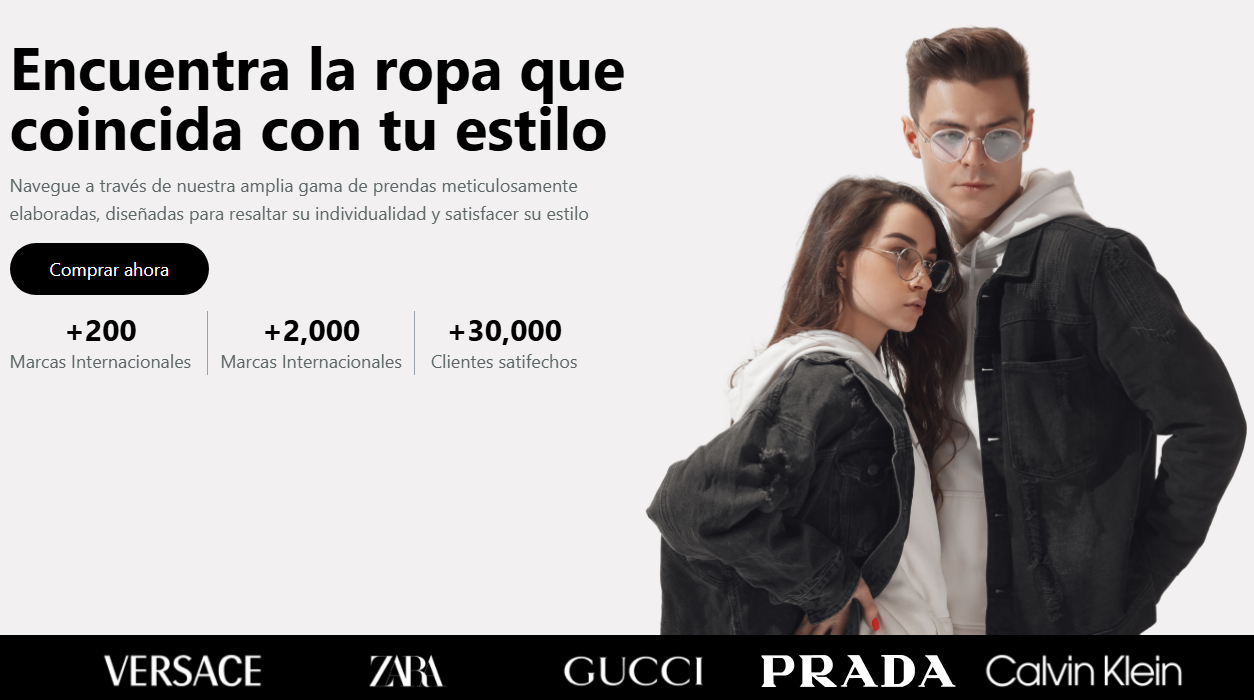 Encuentra la ropa que
coincida con tu estilo
Navegue a través de nuestra amplia gama de prendas meticulosamente
elaboradas, diseñadas para resaltar su individualidad y satisfacer su estilo
Comprar ahora
+200
Marcas Internacionales
+2,000
Marcas Internacionales
+30,000
Clientes satifechos
VERSACE ZARA GUCCI PRADA Calvin Klein